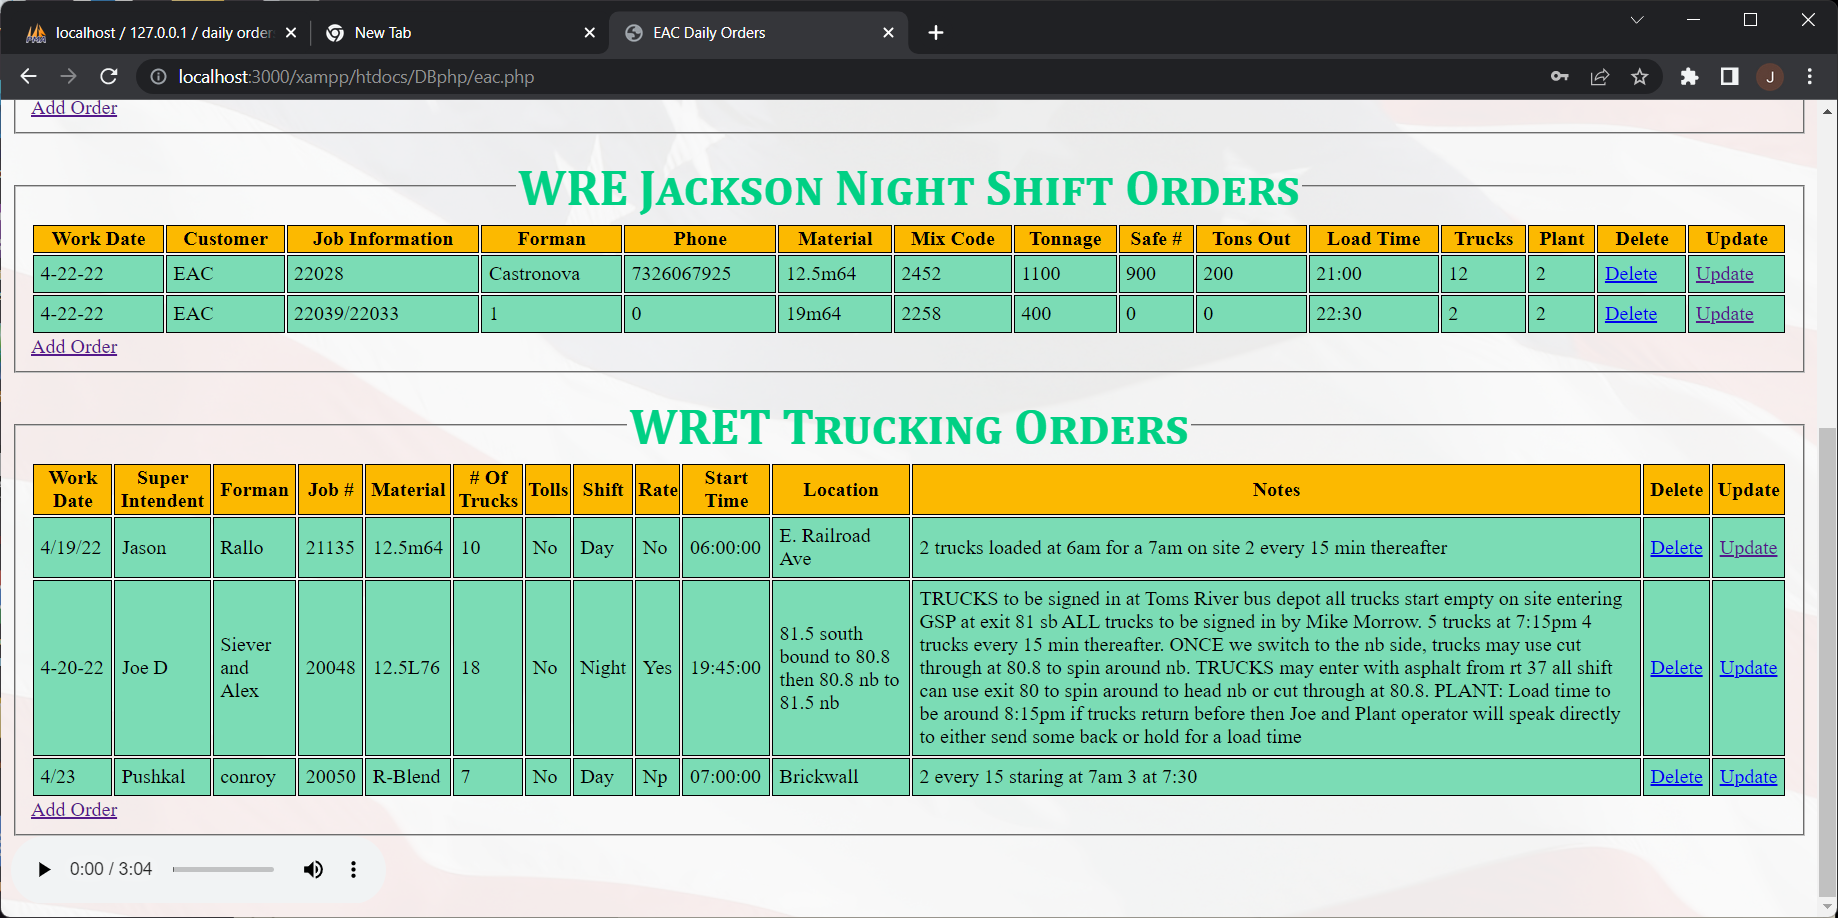 localhost / 127.0.0.1 / daily order
New Tab
EAC Daily Orders
localhost:3000/xampp/htdocs/DBphp/eac.php
J
Add Order
WRE Jackson Night Shift Orders
Work Date Customer Job Information Forman Phone Material Mix Code Tonnage Safe # Tons Out Load Time Trucks Plant Delete Update
4-22-22 EAC 22028 Castronova 7326067925 12.5m64 2452 1100 900 200 21:00 12 2 Delete Update
4-22-22 EAC 22039/22033 1 0 19m64 2258 400 0 0 22:30 2 2 Delete Update
Add Order
WRET Trucking Orders
Work Date Super Intendent Forman Job # Material # Of Trucks Tolls Shift Rate Start Time Location Notes Delete Update
4/19/22 Jason Rallo 21135 12.5m64 10 No Day No 06:00:00 E. Railroad Ave 2 trucks loaded at 6am for a 7am on site 2 every 15 min thereafter Delete Update
4-20-22 Joe D Siever and Alex 20048 12.5L76 18 No Night Yes 19:45:00 81.5 south bound to 80.8 then 80.8 nb to 81.5 nb
TRUCKS to be signed in at Toms River bus depot all trucks start empty on site entering
GSP at exit 81 sb ALL trucks to be signed in by Mike Morrow. 5 trucks at 7:15pm 4
trucks every 15 min thereafter. ONCE we switch to the nb side, trucks may use cut
through at 80.8 to spin around nb. TRUCKS may enter with asphalt from rt 37 all shift
can use exit 80 to spin around to head nb or cut through at 80.8. PLANT: Load time to
be around 8:15pm if trucks return before then Joe and Plant operator will speak directly
to either send some back or hold for a load time
Delete Update
4/23 Pushkal conroy 20050 R-Blend 7 No Day Np 07:00:00 Brickwall 2 every 15 staring at 7am 3 at 7:30 Delete Update
Add Order
0:00 / 3:04